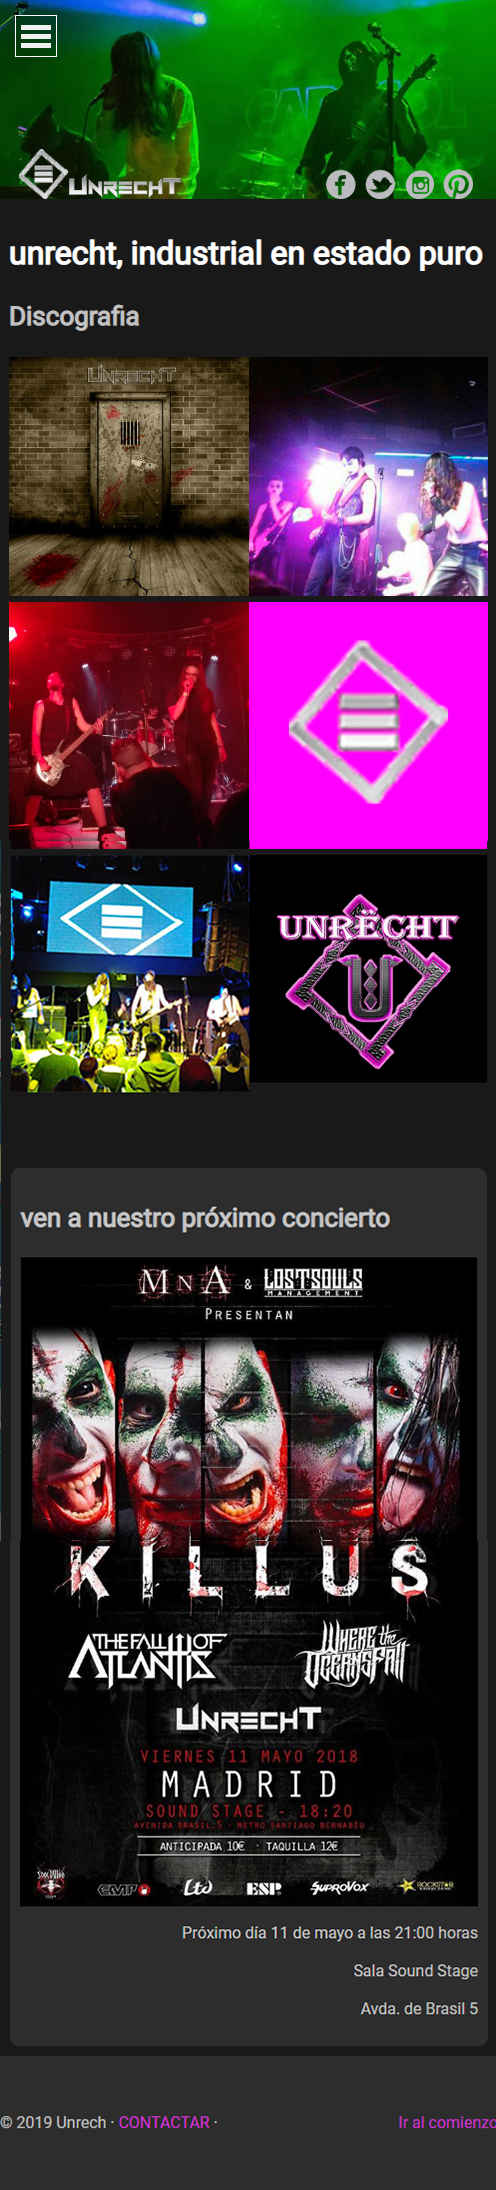 CARACOL
UNRECHT
unrecht, industrial en estado puro
Discografia
UNRECHT
UNRËCHT
U
ven a nuestro próximo concierto
MNA & LOSTSOULS
MANAGEMENT
PRESENTAN
KILLUS
THE FALL OF
ATLANTIS
WHERE the
OCEANS FALL
UNRECHT
VIERNES 11 MAYO 2018
MADRID
SOUND STAGE - 18:20
AVENIDA BRASIL,5 · METRO SANTIAGO BERNABÉU
ANTICIPADA 10€ · TAQUILLA 12€
EMP
Ltd
ESP
SUPROVOX
ROCKSTAR
Próximo día 11 de mayo a las 21:00 horas
Sala Sound Stage
Avda. de Brasil 5
© 2019 Unrech · CONTACTAR ·
Ir al comienzo